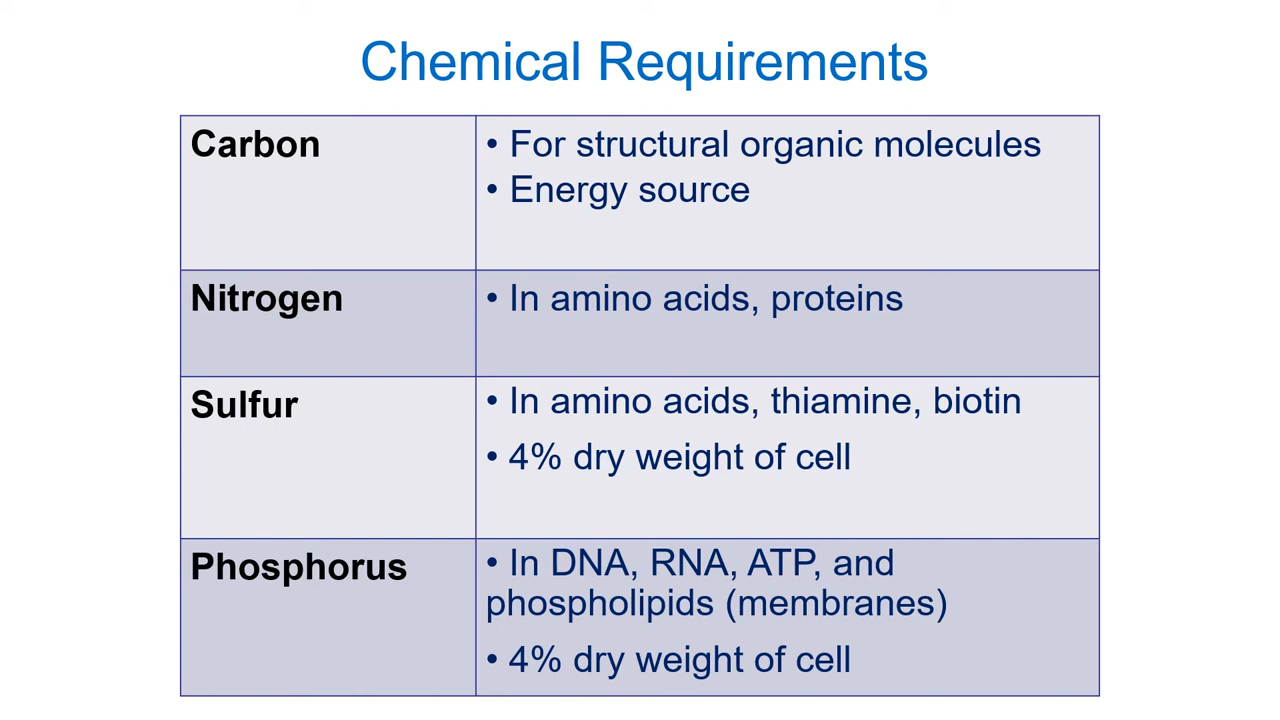 Chemical Requirements
Carbon
• For structural organic molecules
• Energy source
Nitrogen
• In amino acids, proteins
Sulfur
• In amino acids, thiamine, biotin
• 4% dry weight of cell
Phosphorus
• In DNA, RNA, ATP, and
phospholipids (membranes)
• 4% dry weight of cell